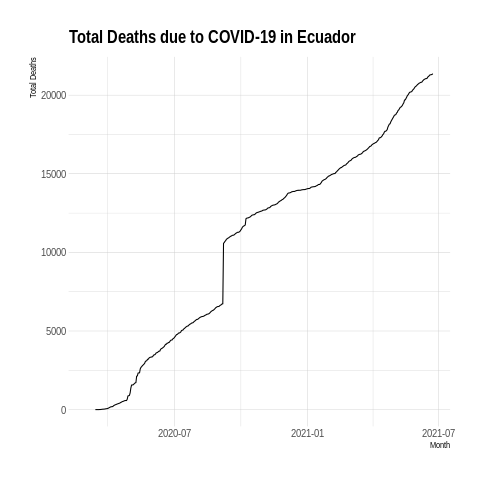 Total Deaths due to COVID-19 in Ecuador
Total Deaths
20000
15000
10000
5000
0
2020-07 2021-01 2021-07
Month